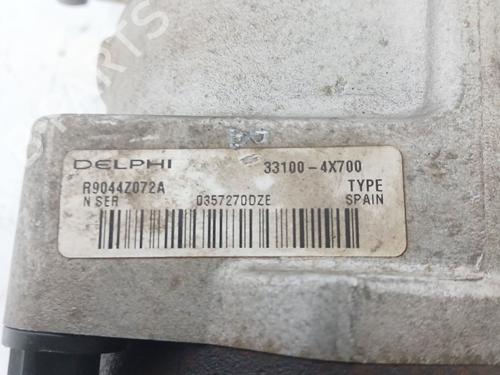 DELPHI 33100-4X700
R9044Z072A TYPE
N SER 0357270DZE SPAIN